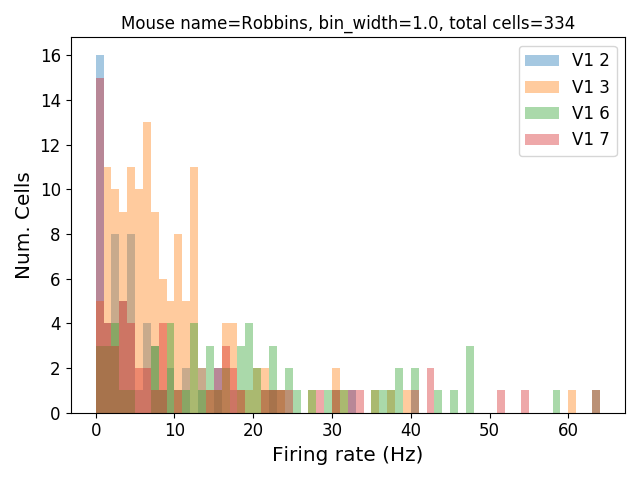 Mouse name=Robbins, bin_width=1.0, total cells=334
V1 2
V1 3
V1 6
V1 7
Num. Cells
16
14
12
10
8
6
4
2
0
0 10 20 30 40 50 60
Firing rate (Hz)